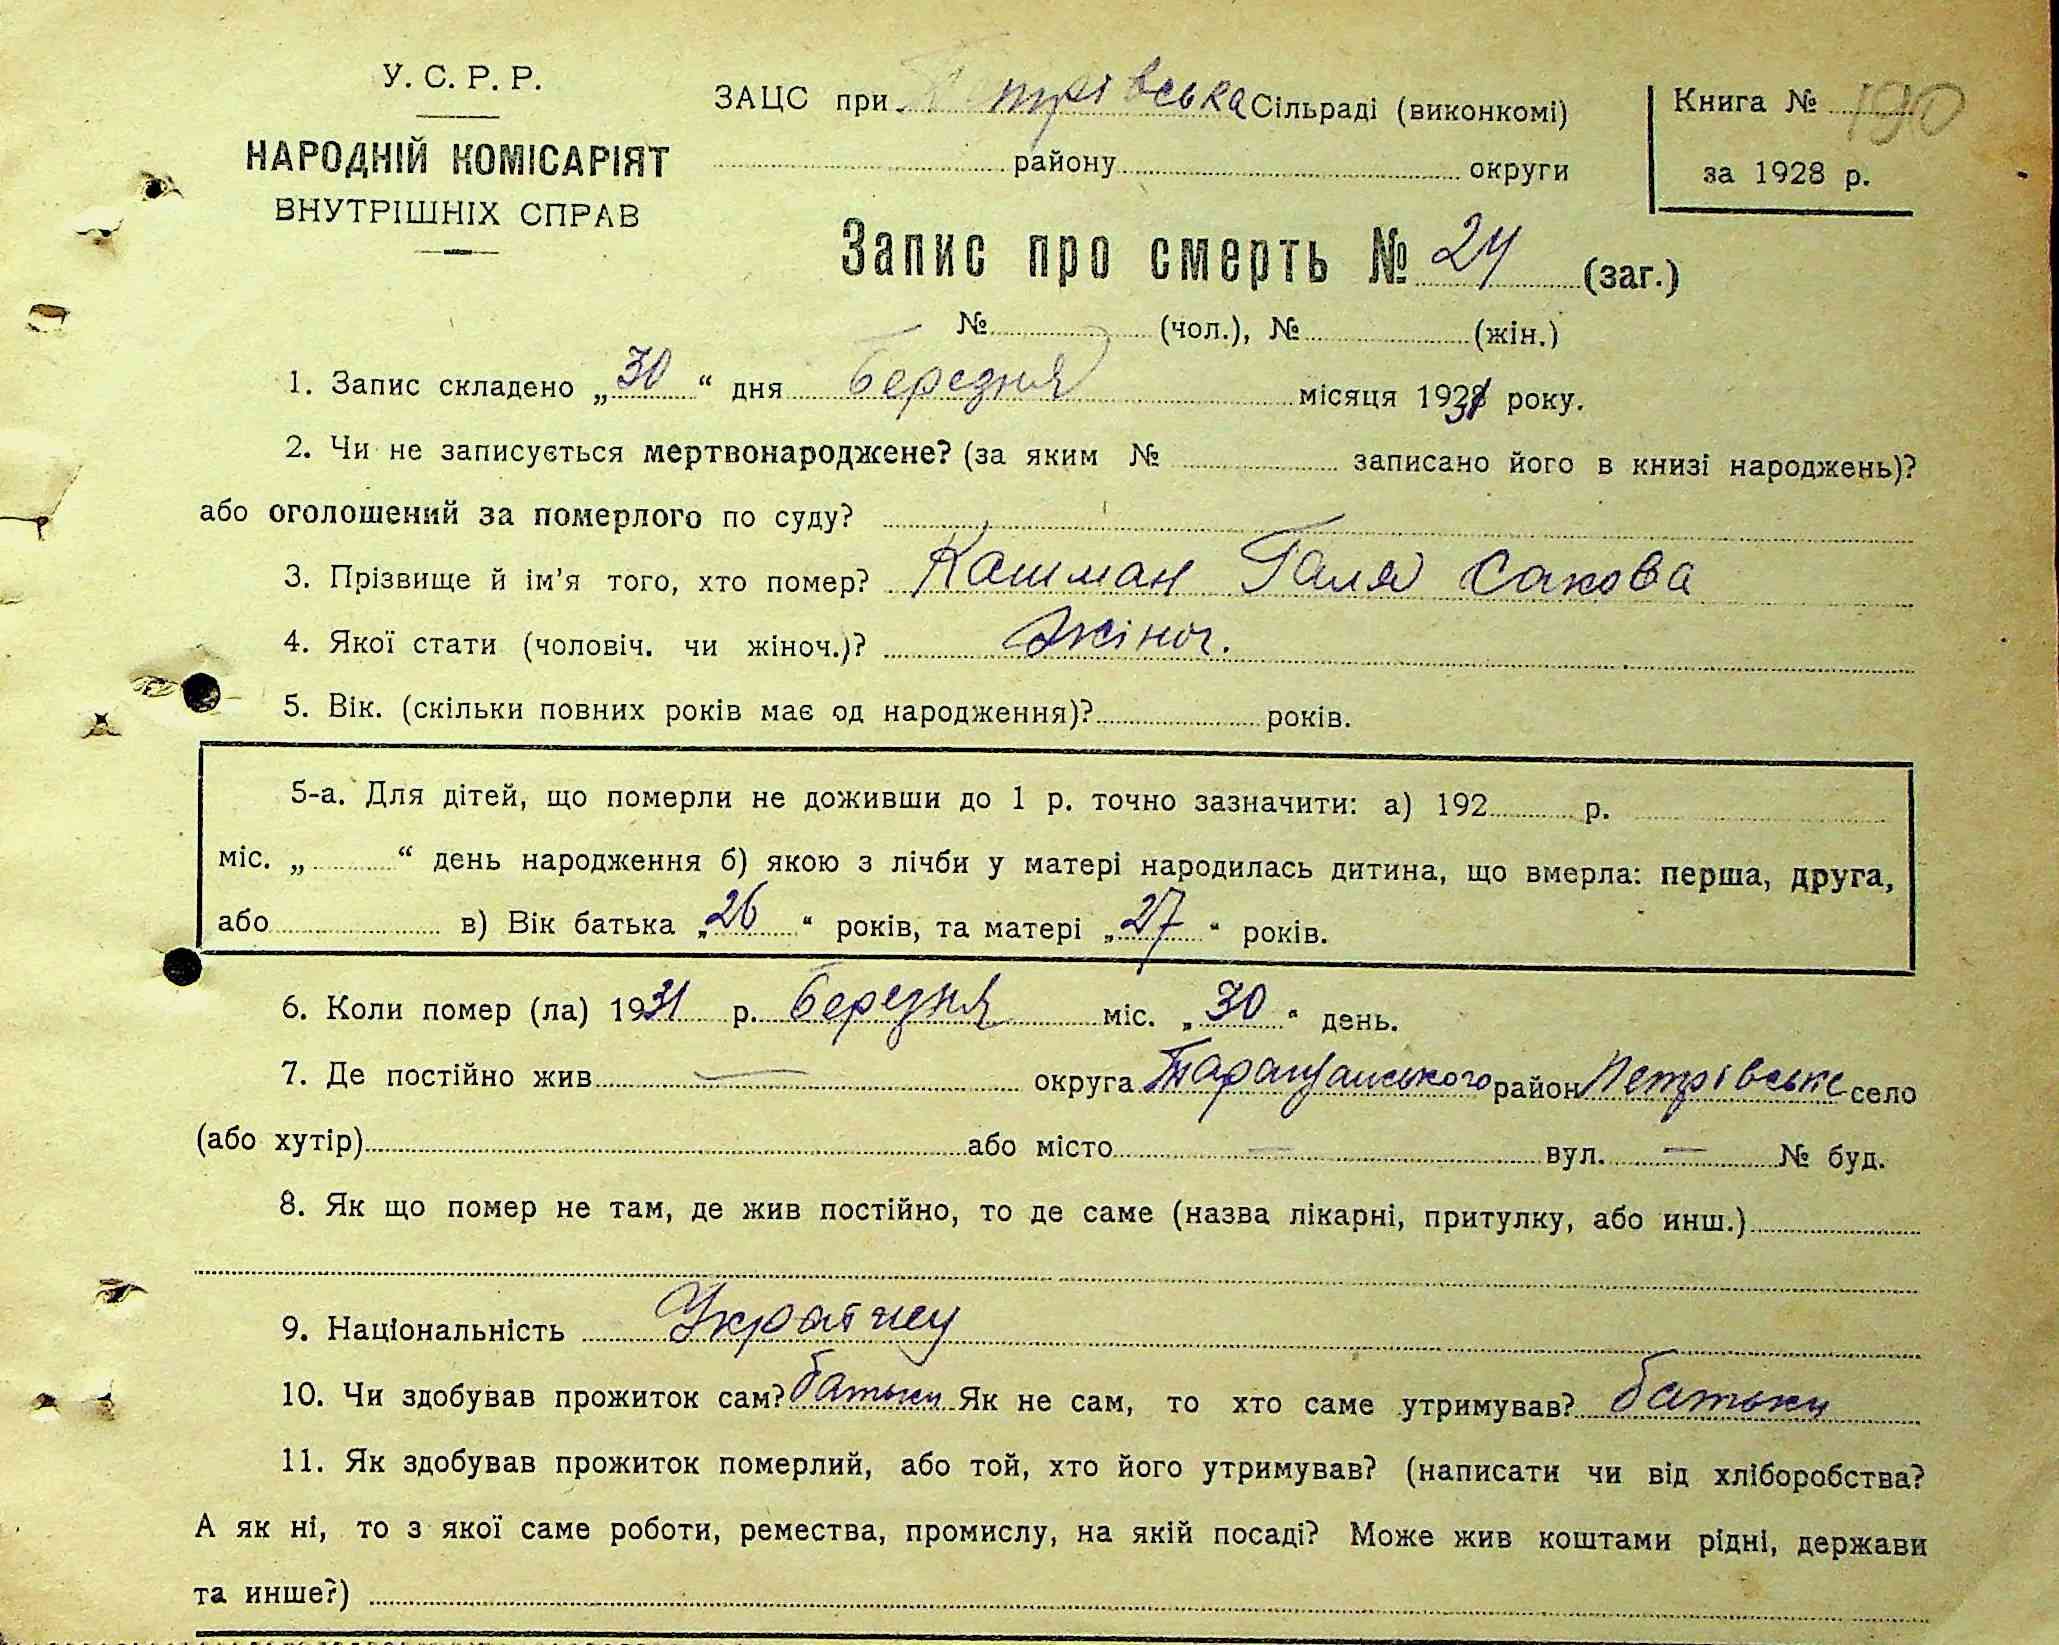 У. С. Р. Р.
НАРОДНІЙ КОМІСАРІЯТ
ВНУТРІШНІХ СПРАВ
ЗАЦС при Петрівська Сільраді (виконкомі)
району округи
Книга № 190
за 1928 р.
Запис про смерть № 24 (заг.)
№ (чол.), № (жін.)
1. Запис складено „30“ дня Березня місяця 1931 року.
2. Чи не записується мертвонароджене? (за яким № записано його в книзі народжень)?
або оголошений за померлого по суду?
3. Прізвище й ім’я того, хто помер? Кашман Галя Сакова
4. Якої стати (чоловіч. чи жіноч.)? жіноч.
5. Вік. (скільки повних років має од народження)? років.
5-а. Для дітей, що померли не доживши до 1 р. точно зазначити: а) 192 р.
міс. „ “ день народження б) якою з лічби у матері народилась дитина, що вмерла: перша, друга,
або в) Вік батька „26“ років, та матері „27“ років.
6. Коли помер (ла) 1931 р. Березня міс. „30“ день.
7. Де постійно жив — округа Таращанського район Петрівське село
(або хутір) або місто — вул. — № буд.
8. Як що помер не там, де жив постійно, то де саме (назва лікарні, притулку, або инш.)
9. Національність
10. Чи здобував прожиток сам? батьки Як не сам, то хто саме утримував? батьки
11. Як здобував прожиток померлий, або той, хто його утримував? (написати чи від хліборобства?
А як ні, то з якої саме роботи, ремества, промислу, на якій посаді? Може жив коштами рідні, держави
та инше?)